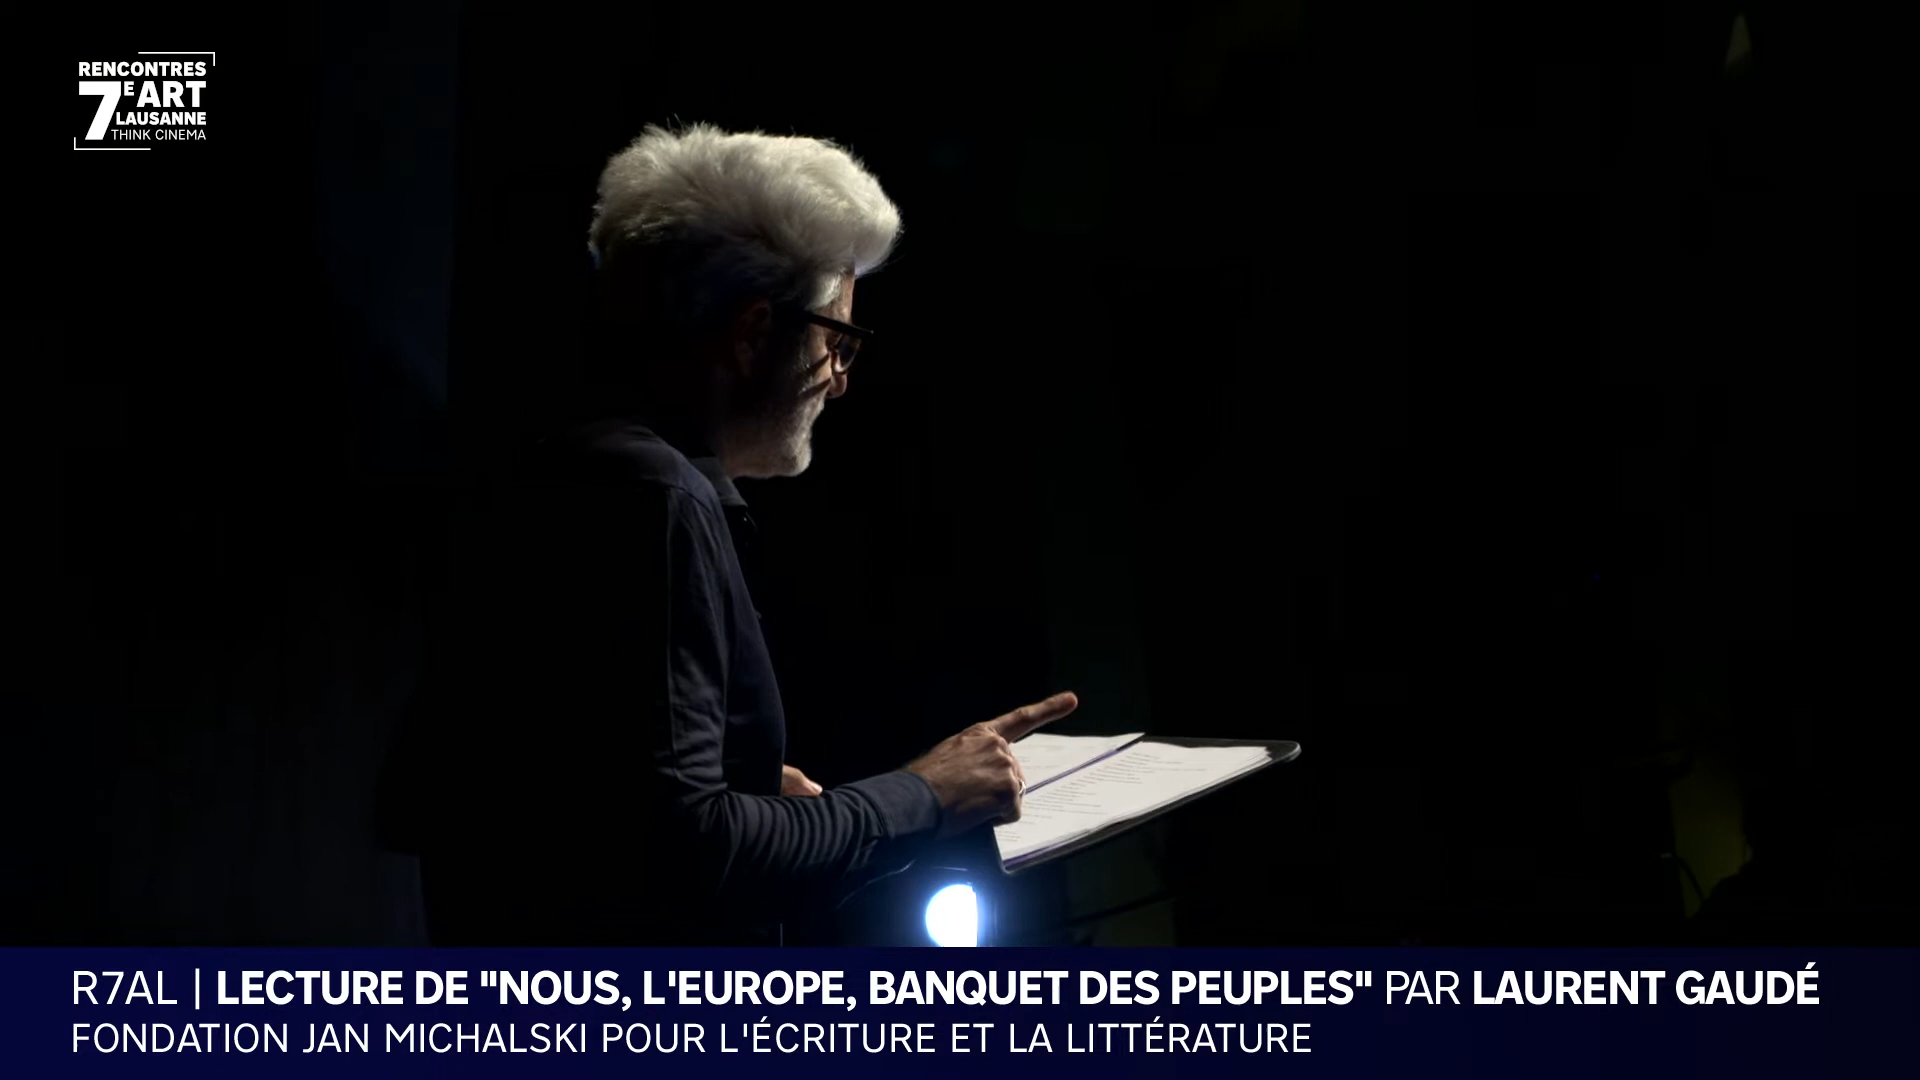 RENCONTRES
7E ART
LAUSANNE
THINK CINEMA
R7AL | LECTURE DE "NOUS, L'EUROPE, BANQUET DES PEUPLES" PAR LAURENT GAUDÉ
FONDATION JAN MICHALSKI POUR L'ÉCRITURE ET LA LITTÉRATURE